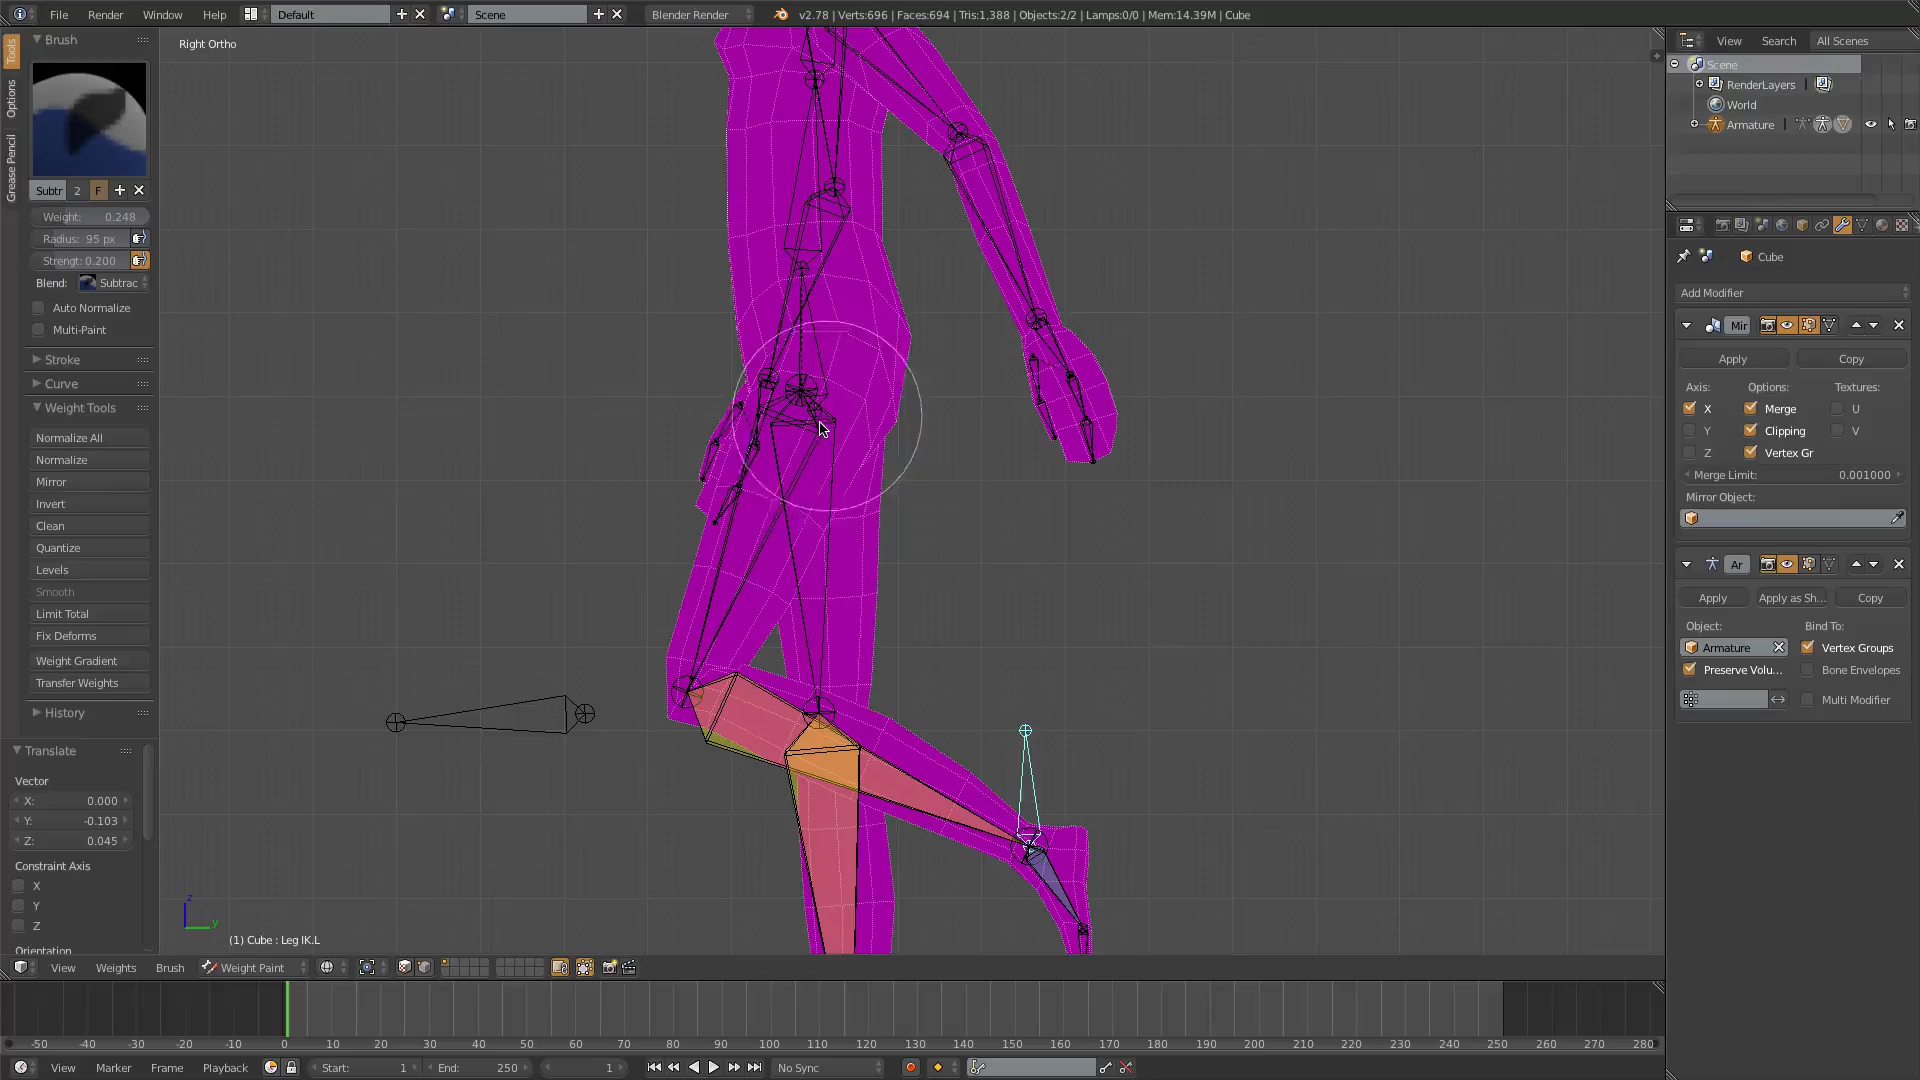 File Render Window Help Default Scene Blender Render v2.78 | Verts:696 | Faces:694 | Tris:1,388 | Objects:2/2 | Lamps:0/0 | Mem:14.39M | Cube
Tools
Options
Grease Pencil
Brush
Subtr 2 F
Weight: 0.248
Radius: 95 px
Strengt: 0.200
Blend: Subtrac
Auto Normalize
Multi-Paint
Stroke
Curve
Weight Tools
Normalize All
Normalize
Mirror
Invert
Clean
Quantize
Levels
Smooth
Limit Total
Fix Deforms
Weight Gradient
Transfer Weights
History
Translate
Vector
X: 0.000
Y: -0.103
Z: 0.045
Constraint Axis
X
Y
Z
Orientation
Right Ortho
z
y
(1) Cube : Leg IK.L
View Weights Brush Weight Paint
View Search All Scenes
Scene
RenderLayers |
World
Armature |
Cube
Add Modifier
Mir
Apply Copy
Axis: Options: Textures:
X Merge U
Y Clipping V
Z Vertex Gr
Merge Limit: 0.001000
Mirror Object:
Ar
Apply Apply as Sh... Copy
Object: Bind To:
Armature Vertex Groups
Preserve Volu... Bone Envelopes
Multi Modifier
-50 -40 -30 -20 -10 0 10 20 30 40 50 60 70 80 90 100 110 120 130 140 150 160 170 180 190 200 210 220 230 240 250 260 270 280
View Marker Frame Playback Start: 1 End: 250 1 No Sync